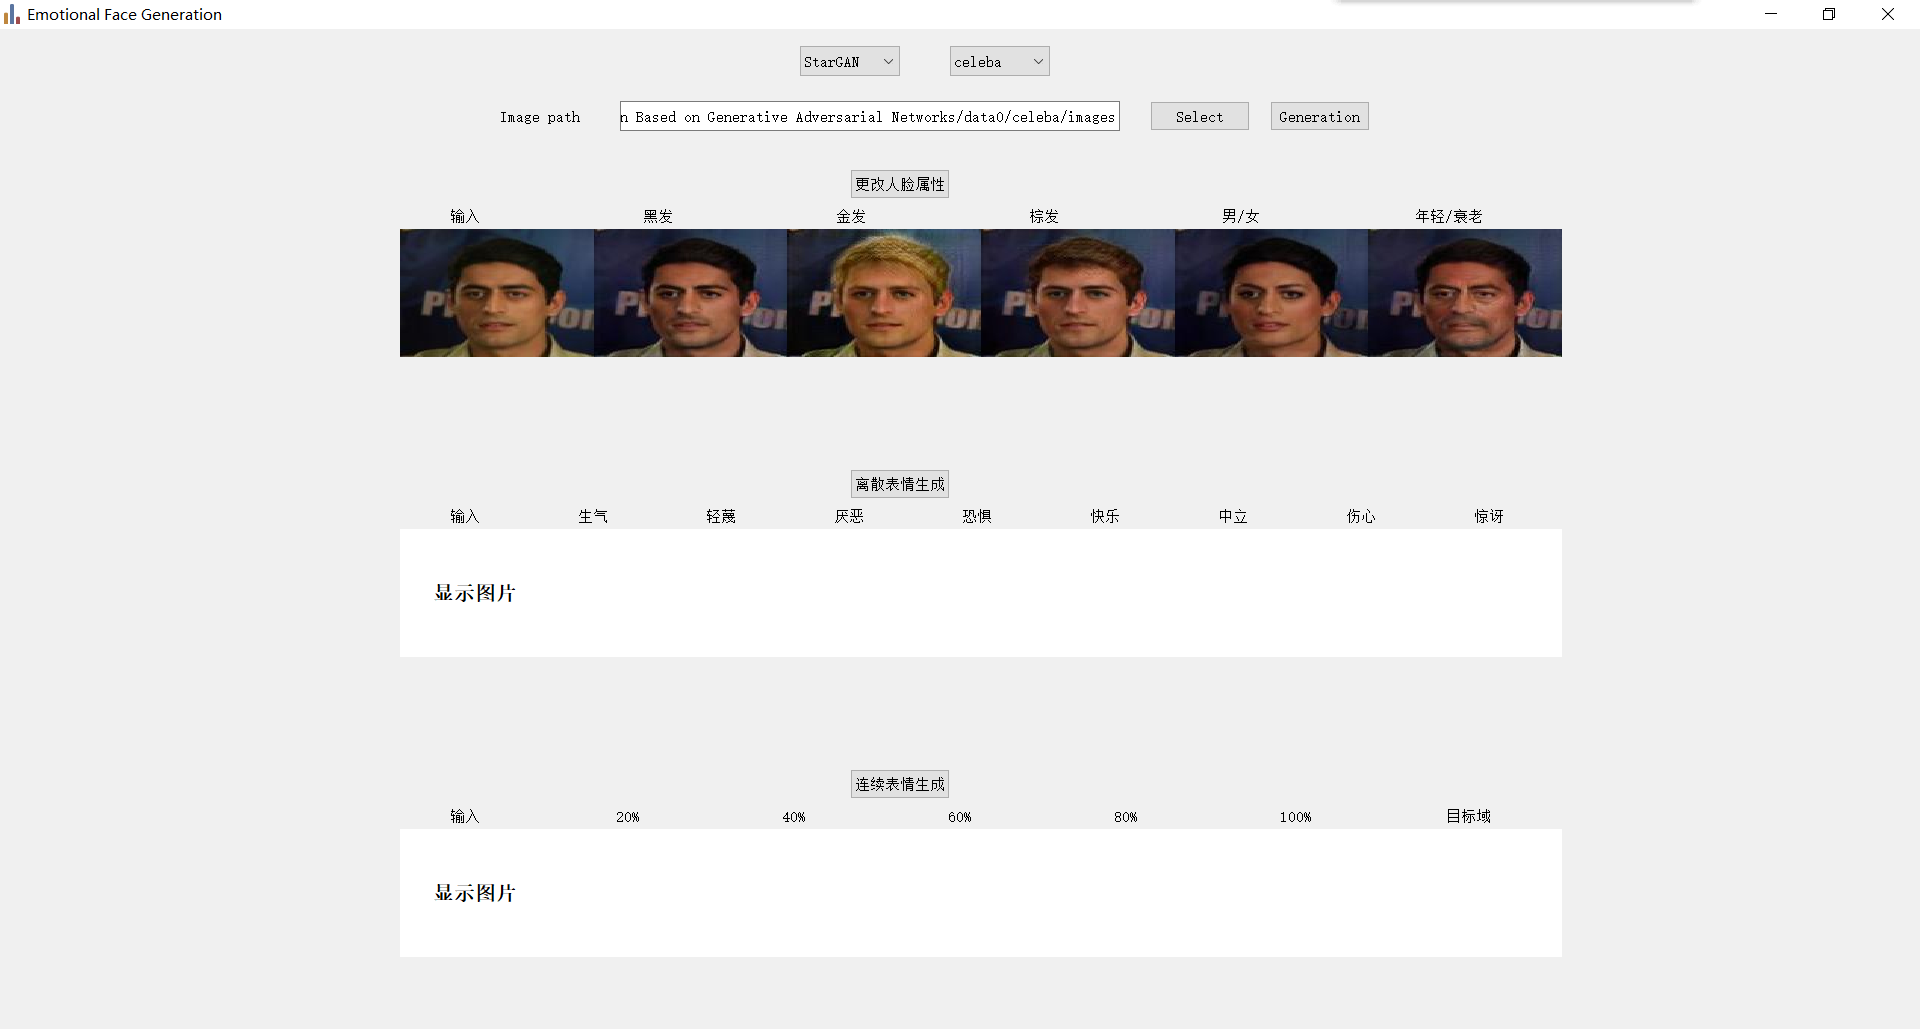 Emotional Face Generation
StarGAN celeba
Image path n Based on Generative Adversarial Networks/data0/celeba/images Select Generation
更改人脸属性
输入 黑发 金发 棕发 男/女 年轻/衰老
离散表情生成
输入 生气 轻蔑 厌恶 恐惧 快乐 中立 伤心 惊讶
显示图片
连续表情生成
输入 20% 40% 60% 80% 100% 目标域
显示图片